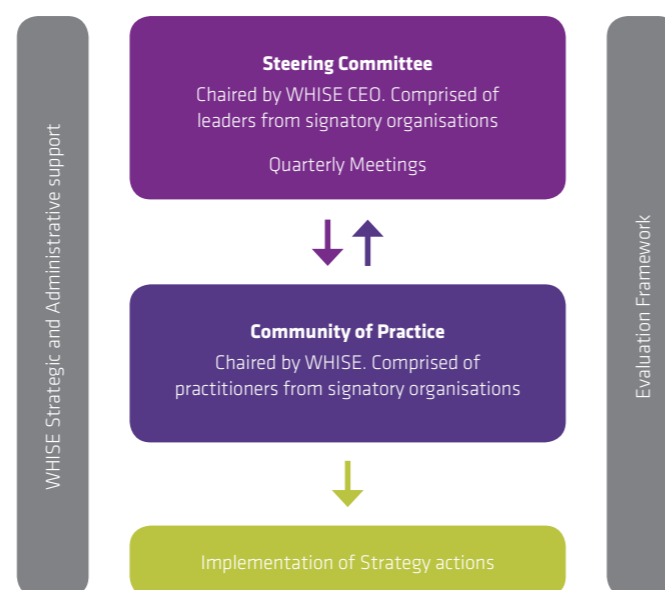 WHISE Strategic and Administrative support
Steering Committee
Chaired by WHISE CEO. Comprised of
leaders from signatory organisations
Quarterly Meetings
Community of Practice
Chaired by WHISE. Comprised of
practitioners from signatory organisations
Implementation of Strategy actions
Evaluation Framework